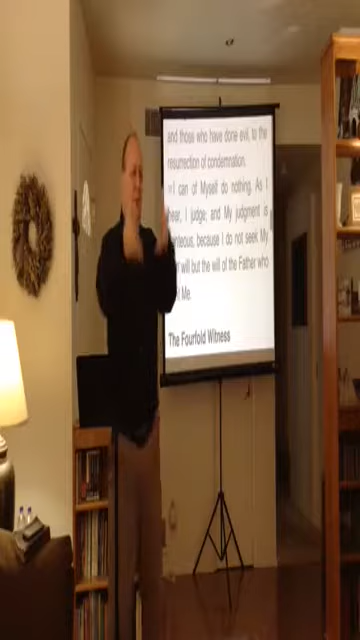 and those who have done evil, to the
resurrection of condemnation.
I can of Myself do nothing. As I
hear, I judge; and My judgment is
because I do not seek My
will but the will of the Father who
Me.
The Fourfold Witness